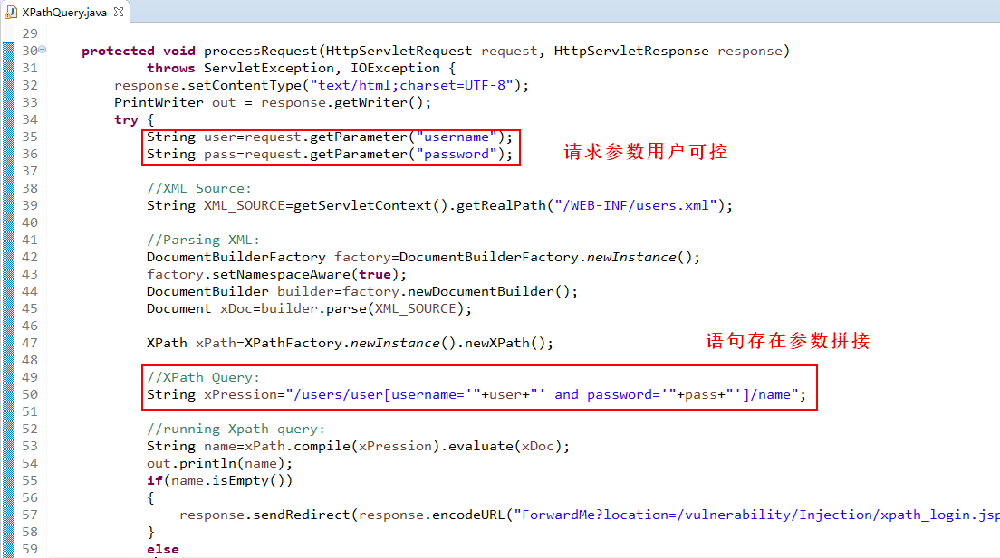 XPathQuery.java
29
30 protected void processRequest(HttpServletRequest request, HttpServletResponse response)
31 throws ServletException, IOException {
32 response.setContentType("text/html;charset=UTF-8");
33 PrintWriter out = response.getWriter();
34 try {
35 String user=request.getParameter("username");
36 String pass=request.getParameter("password");
请求参数用户可控
37
38 //XML Source:
39 String XML_SOURCE=getServletContext().getRealPath("/WEB-INF/users.xml");
40
41 //Parsing XML:
42 DocumentBuilderFactory factory=DocumentBuilderFactory.newInstance();
43 factory.setNamespaceAware(true);
44 DocumentBuilder builder=factory.newDocumentBuilder();
45 Document xDoc=builder.parse(XML_SOURCE);
46
47 XPath xPath=XPathFactory.newInstance().newXPath();
语句存在参数拼接
48
49 //XPath Query:
50 String xPression="/users/user[username='"+user+"' and password='"+pass+"']/name";
51
52 //running Xpath query:
53 String name=xPath.compile(xPression).evaluate(xDoc);
54 out.println(name);
55 if(name.isEmpty())
56 {
57 response.sendRedirect(response.encodeURL("ForwardMe?location=/vulnerability/Injection/xpath_login.jsp
58 }
59 else